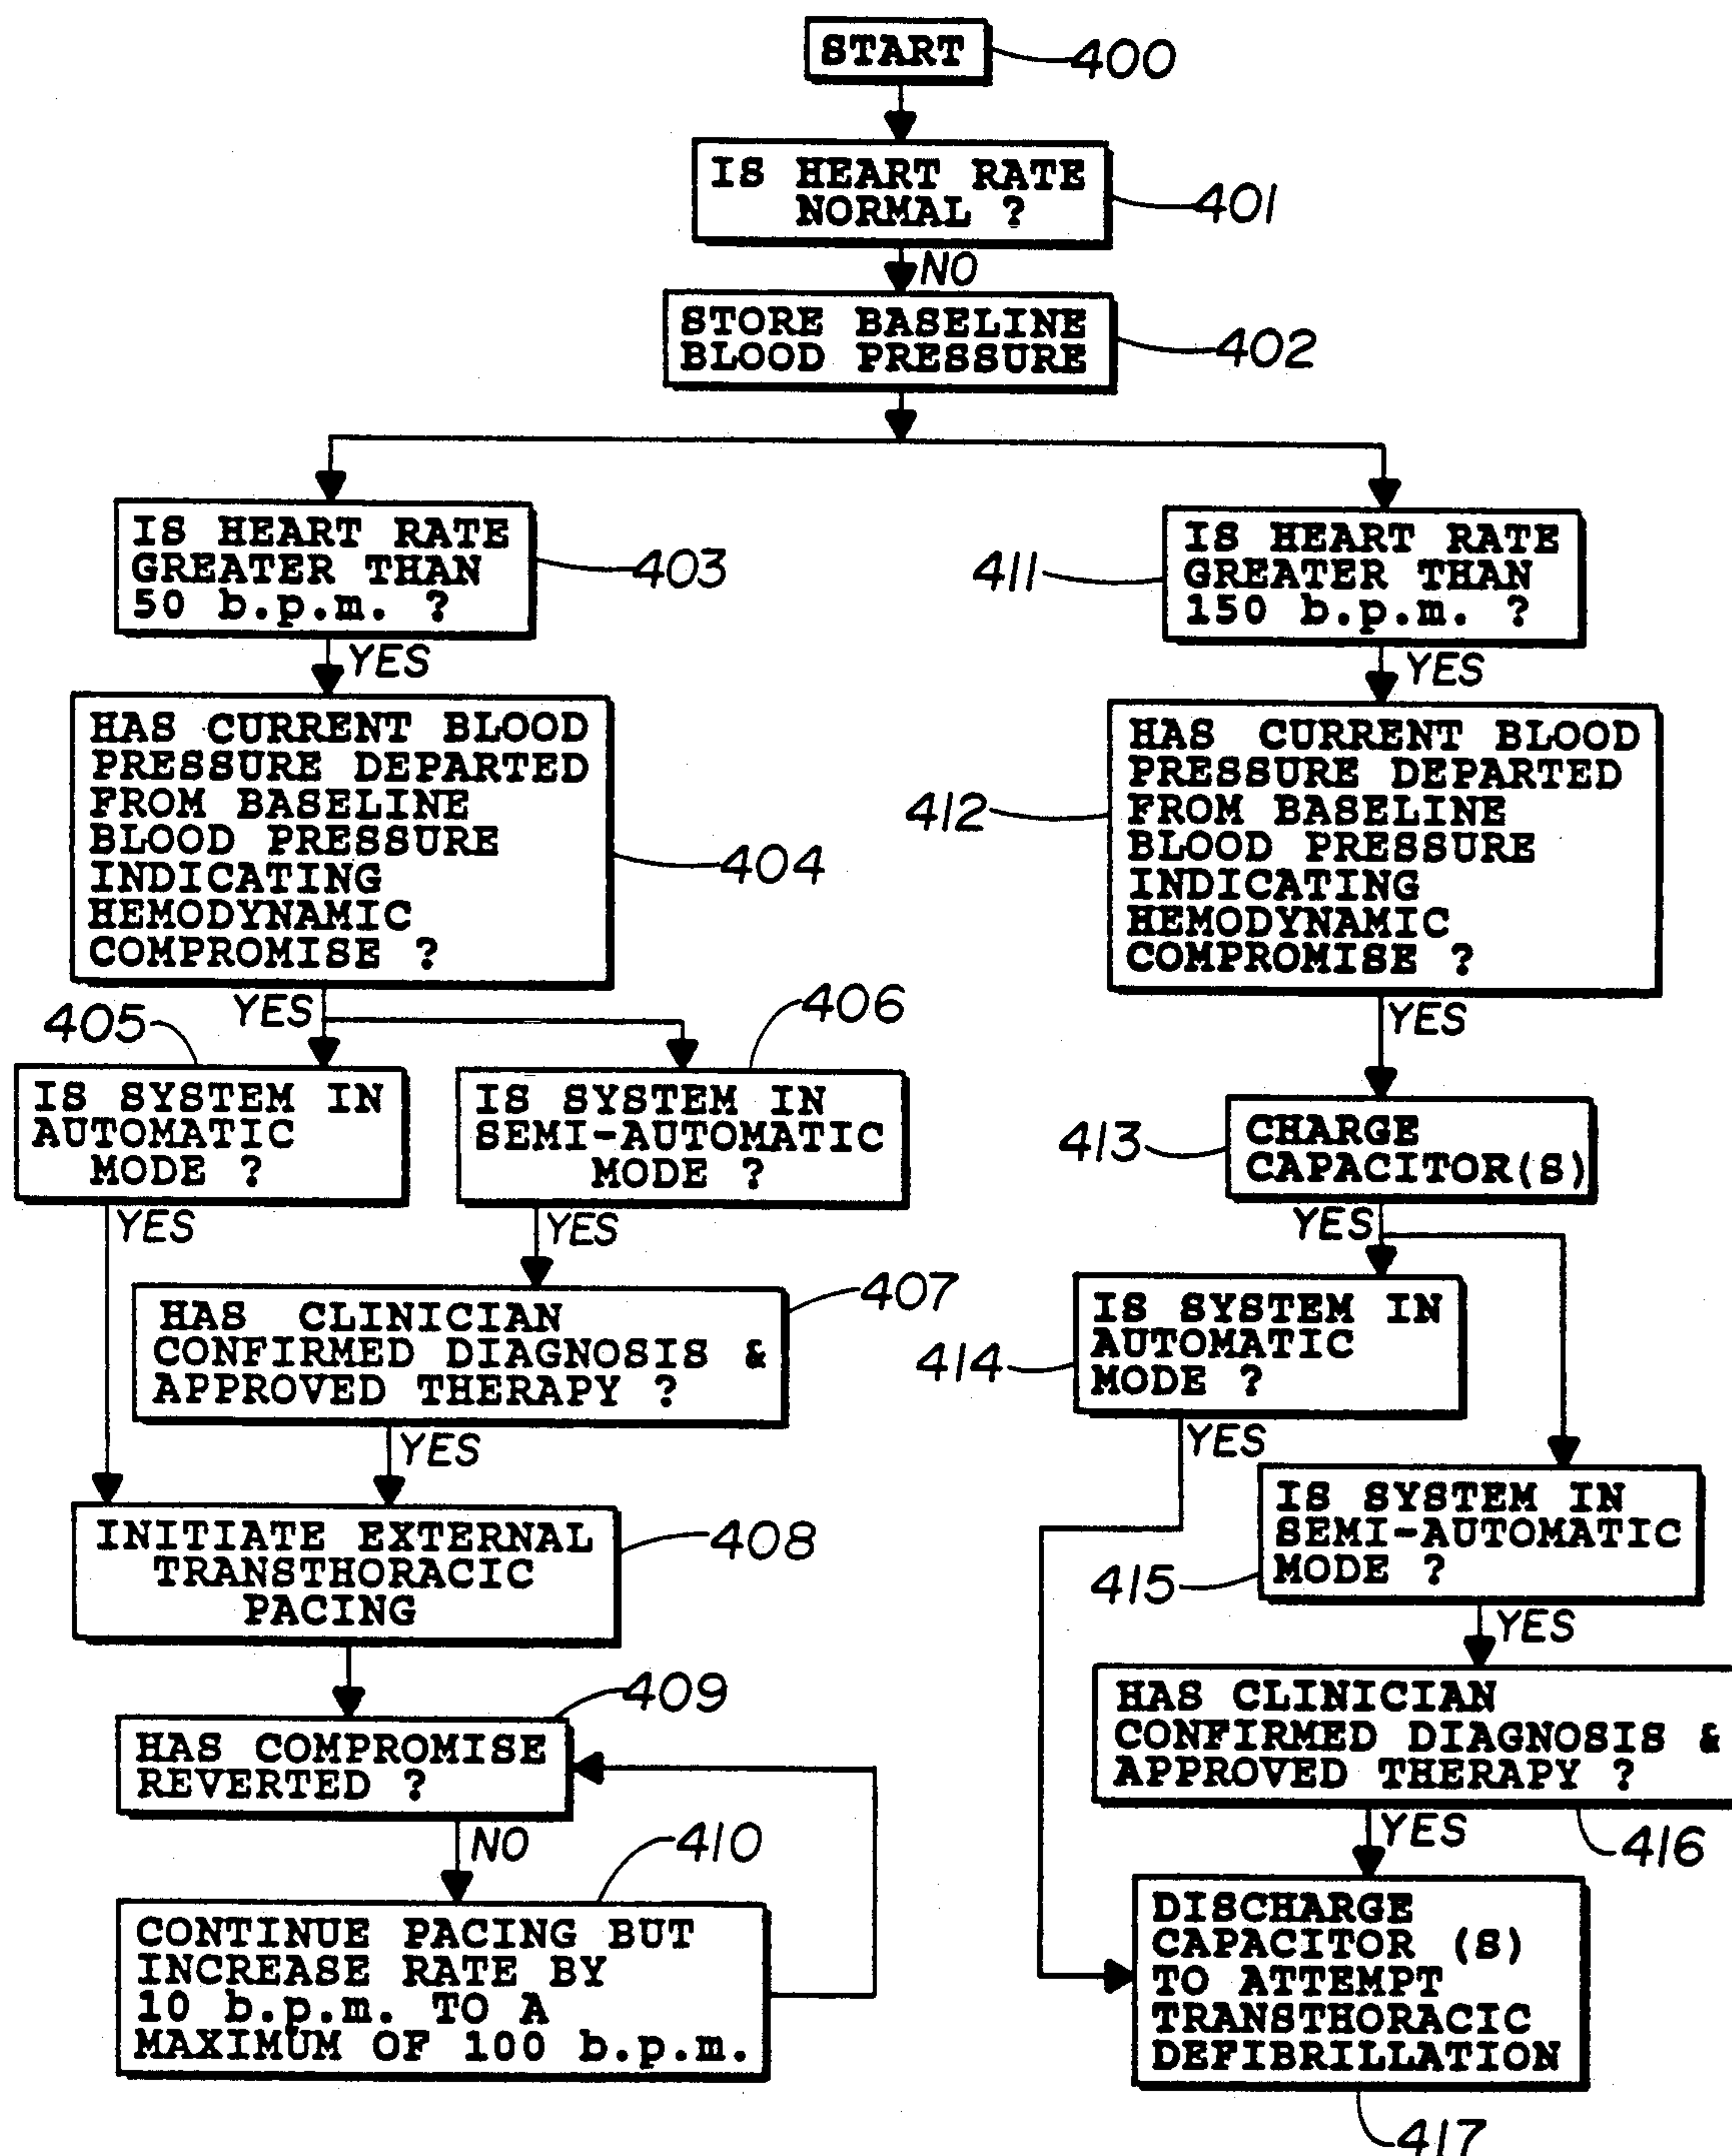 START
400
IS HEART RATE
NORMAL ?
401
NO
STORE BASELINE
BLOOD PRESSURE
402
IS HEART RATE
GREATER THAN
50 b.p.m. ?
403
YES
HAS CURRENT BLOOD
PRESSURE DEPARTED
FROM BASELINE
BLOOD PRESSURE
INDICATING
HEMODYNAMIC
COMPROMISE ?
404
YES
405
IS SYSTEM IN
AUTOMATIC
MODE ?
YES
406
IS SYSTEM IN
SEMI-AUTOMATIC
MODE ?
YES
HAS CLINICIAN
CONFIRMED DIAGNOSIS &
APPROVED THERAPY ?
407
YES
INITIATE EXTERNAL
TRANSTHORACIC
PACING
408
HAS COMPROMISE
REVERTED ?
409
NO
410
CONTINUE PACING BUT
INCREASE RATE BY
10 b.p.m. TO A
MAXIMUM OF 100 b.p.m.
411
IS HEART RATE
GREATER THAN
150 b.p.m. ?
YES
412
HAS CURRENT BLOOD
PRESSURE DEPARTED
FROM BASELINE
BLOOD PRESSURE
INDICATING
HEMODYNAMIC
COMPROMISE ?
YES
413
CHARGE
CAPACITOR(S)
YES
414
IS SYSTEM IN
AUTOMATIC
MODE ?
YES
415
IS SYSTEM IN
SEMI-AUTOMATIC
MODE ?
YES
HAS CLINICIAN
CONFIRMED DIAGNOSIS &
APPROVED THERAPY ?
416
YES
DISCHARGE
CAPACITOR (S)
TO ATTEMPT
TRANSTHORACIC
DEFIBRILLATION
417